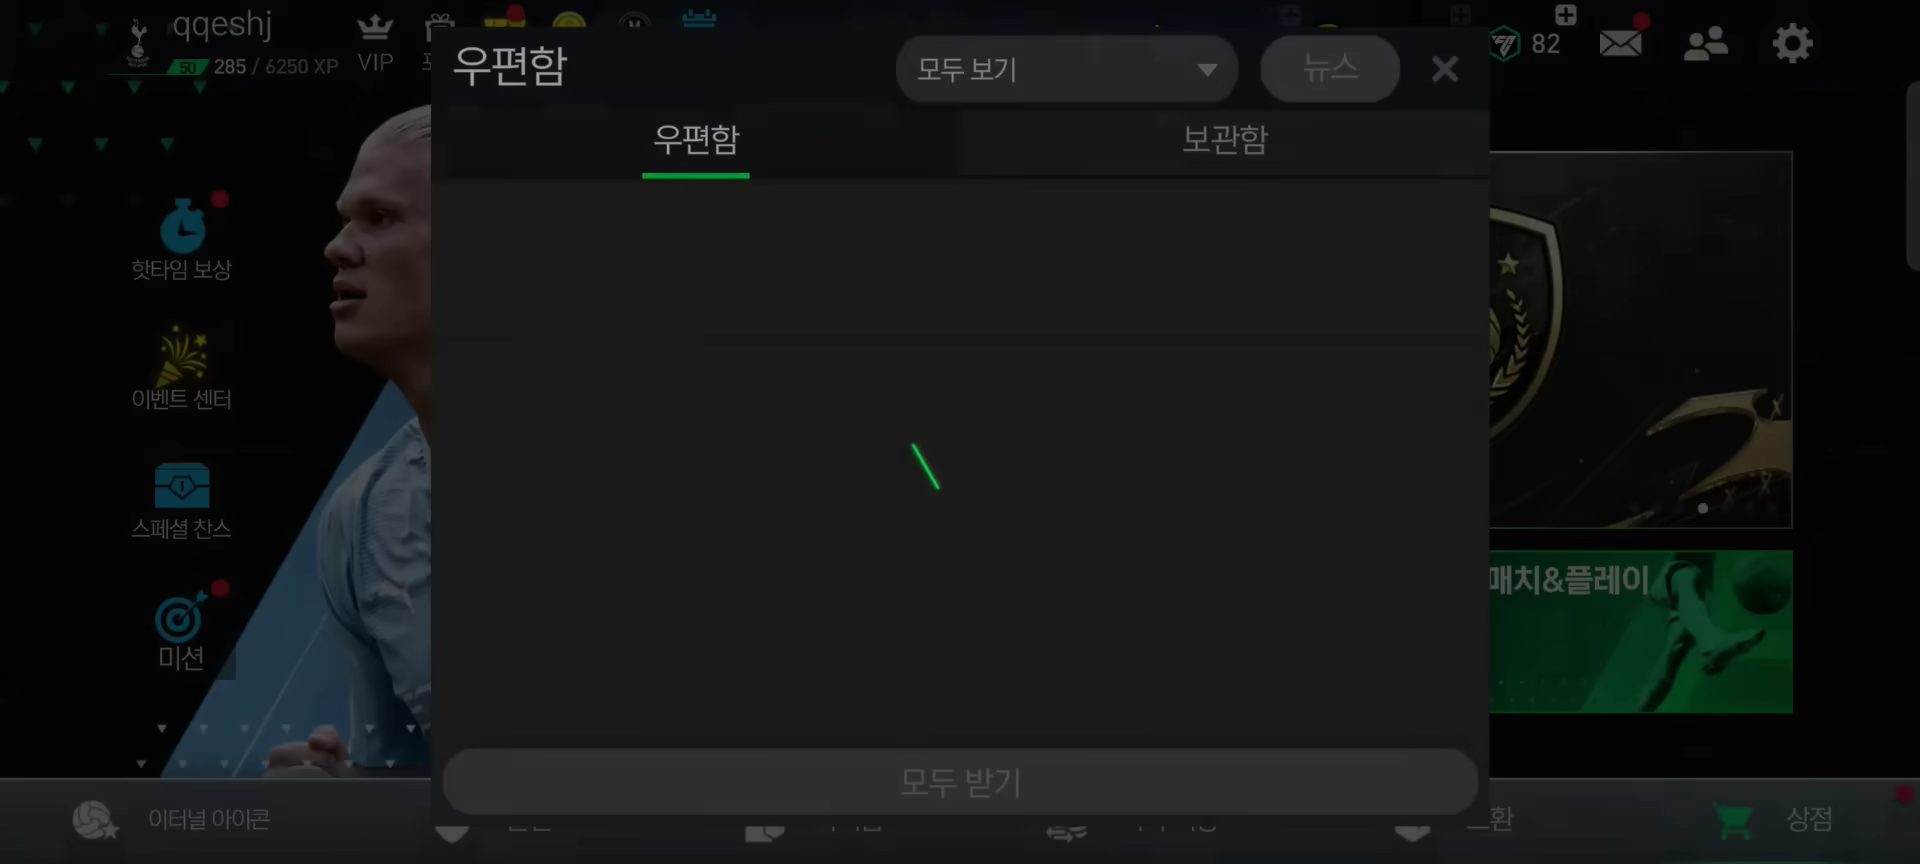 qqeshj
50 285 / 6250 XP
VIP
82
우편함
모두 보기
뉴스
우편함
보관함
핫타임 보상
이벤트 센터
스페셜 찬스
미션
매치&플레이
모두 받기
이터널 아이콘
상점